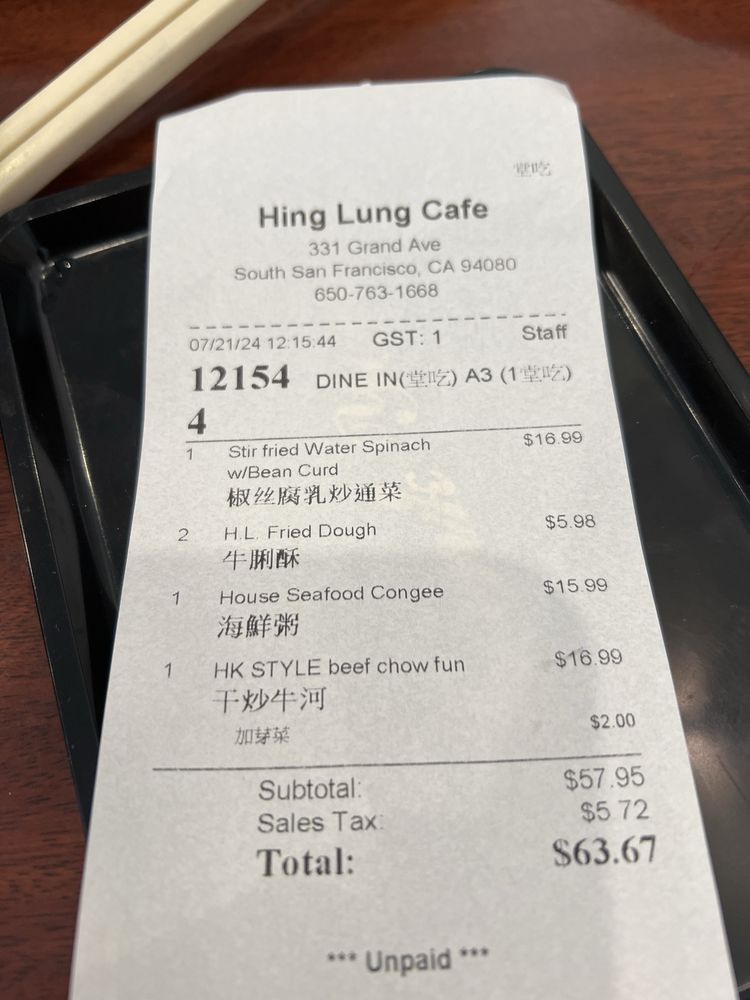 堂吃
Hing Lung Cafe
331 Grand Ave
South San Francisco, CA 94080
650-763-1668
07/21/24 12:15:44 GST: 1 Staff
12154 DINE IN(堂吃) A3 (1堂吃)
4
1 Stir fried Water Spinach $16.99
w/Bean Curd
椒丝腐乳炒通菜
2 H.L. Fried Dough $5.98
牛脷酥
1 House Seafood Congee $15.99
海鮮粥
1 HK STYLE beef chow fun $16.99
干炒牛河
加芽菜 $2.00
Subtotal: $57.95
Sales Tax: $5.72
Total: $63.67
*** Unpaid ***